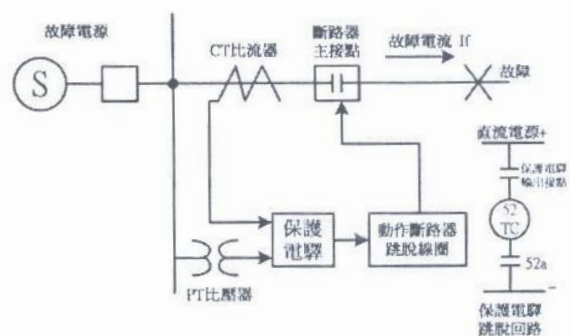 故障電源
S
CT比流器
斷路器
主接點
故障電流 If
故障
直流電源+
保護電驛
輸出接點
52
TC
52a
-
保護
電驛
動作斷路器
跳脫線圈
PT比壓器
保護電驛
跳脫回路